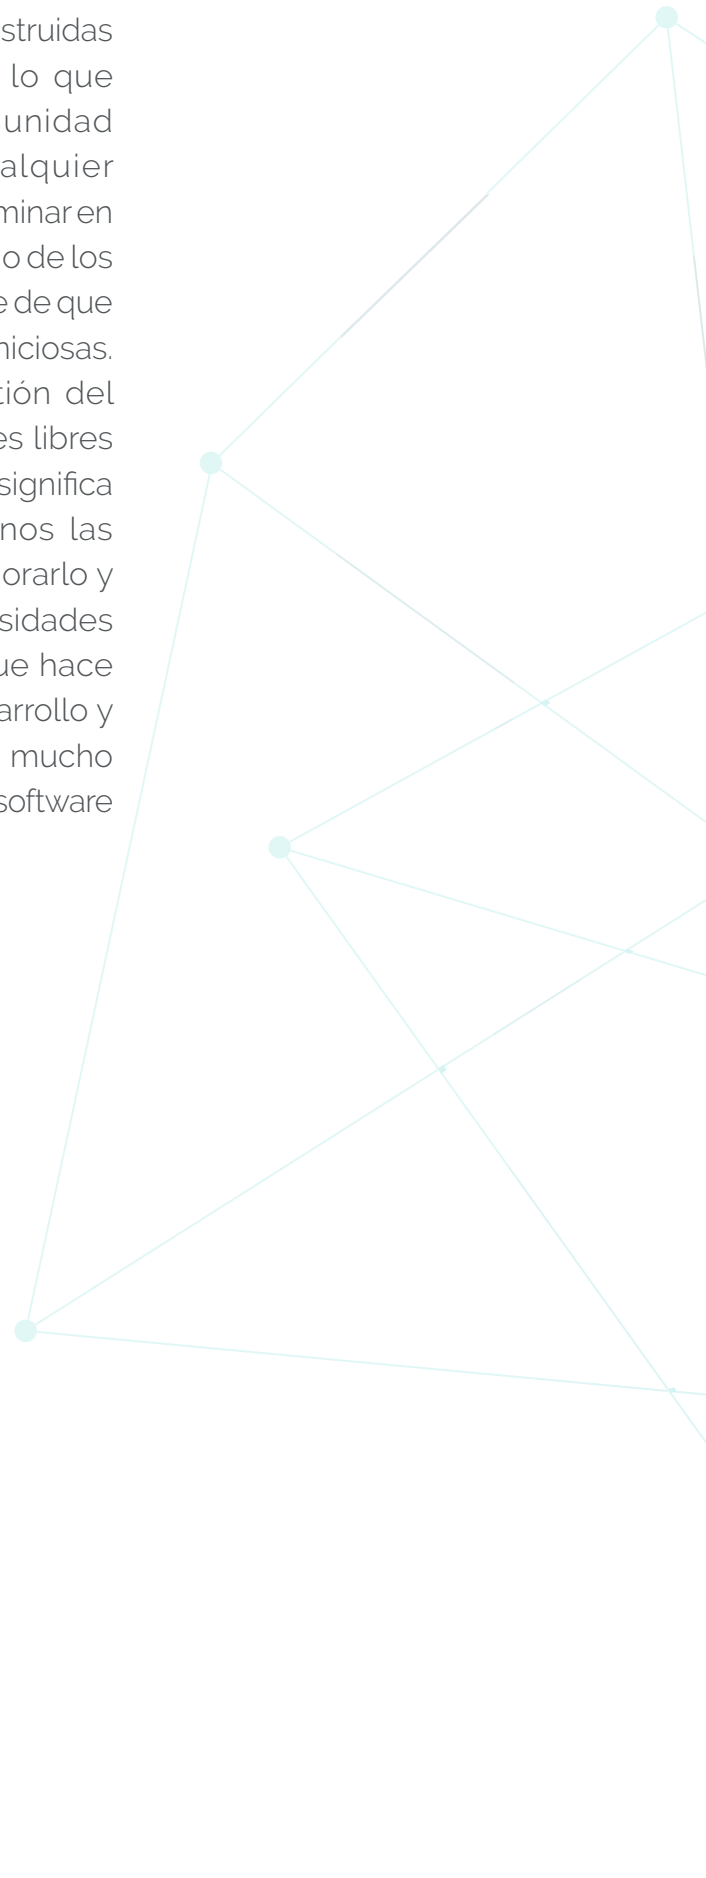 struidas
lo que
unidad
alquier
minar en
o de los
e de que
niciosas.
tión del
es libres
significa
nos las
orarlo y
sidades
ue hace
arrollo y
mucho
software